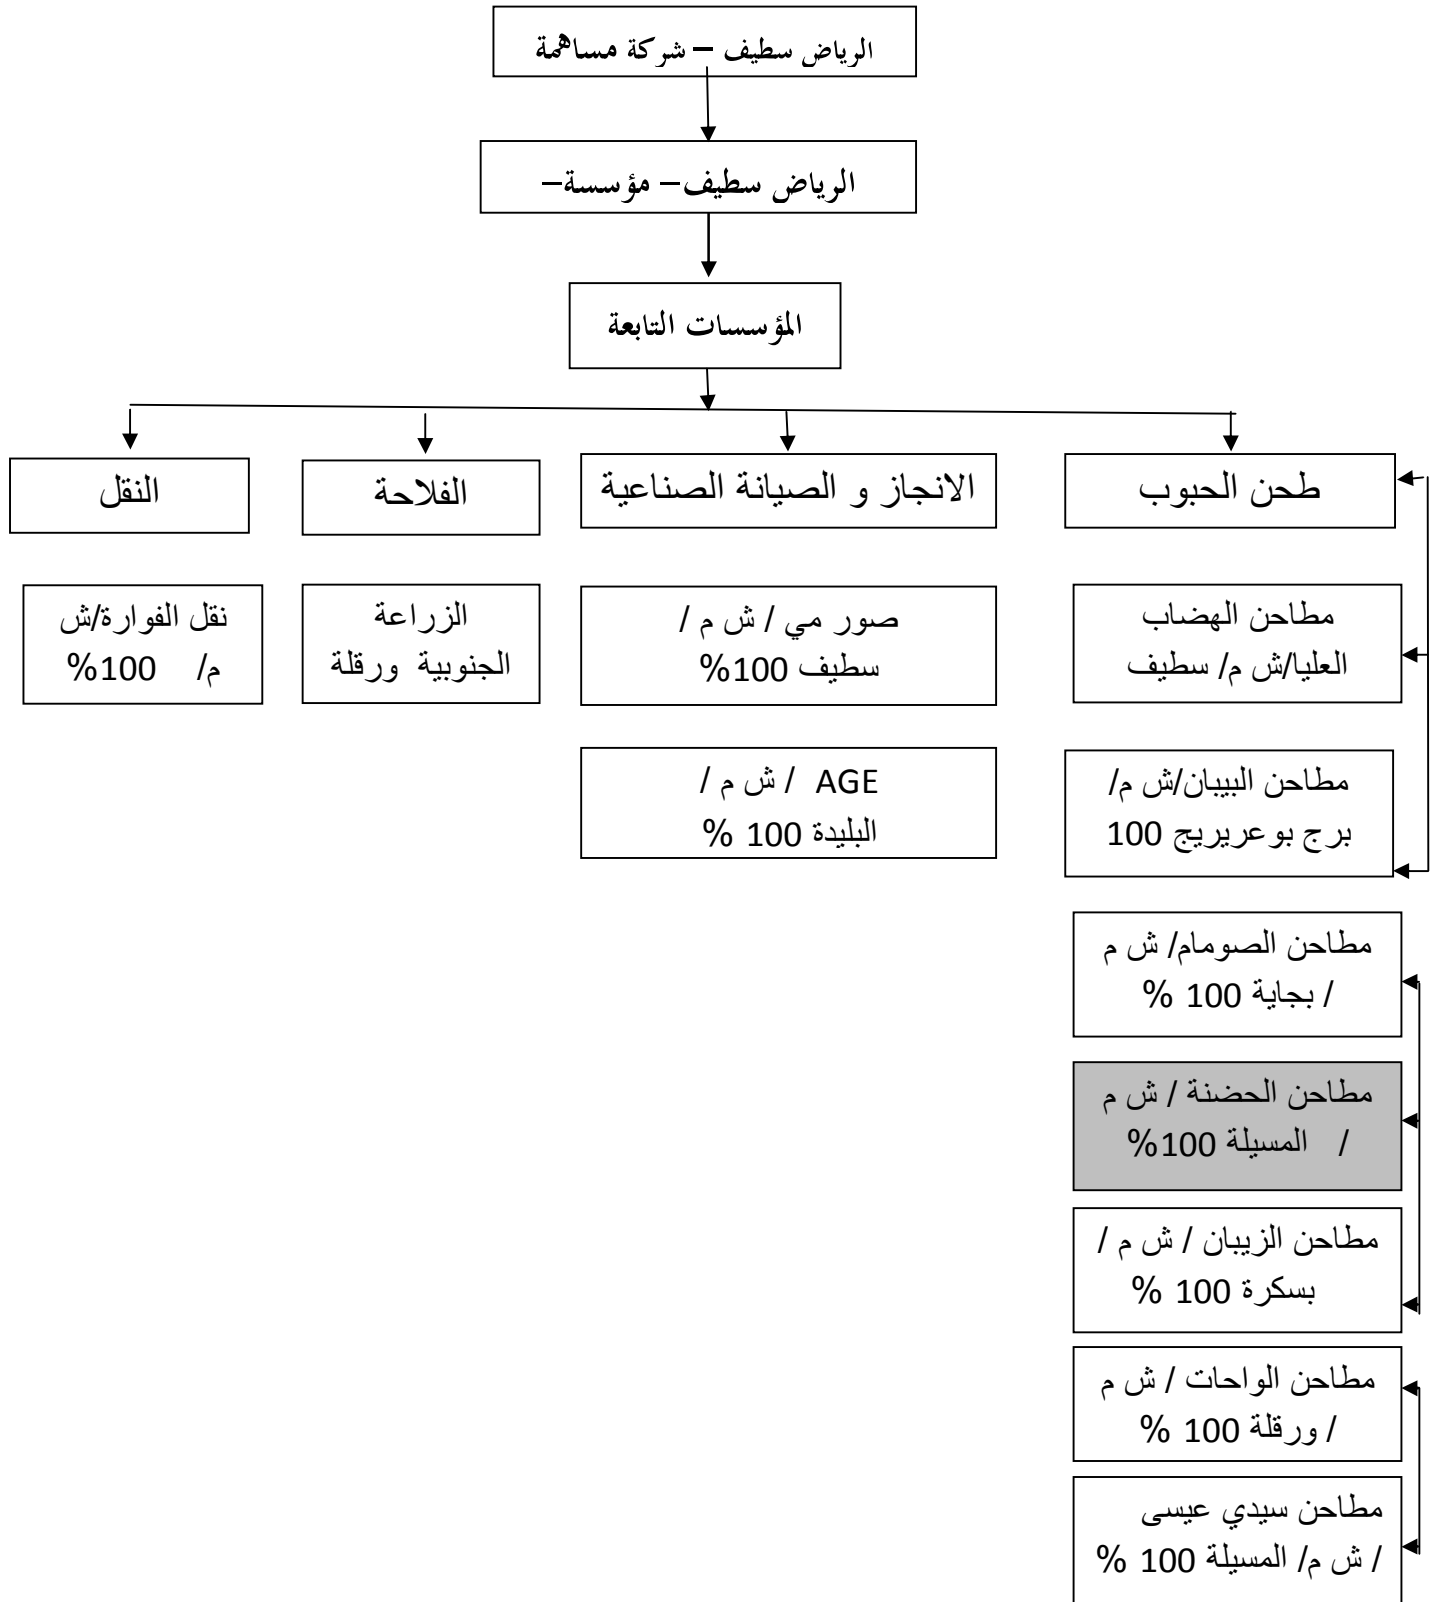 الرياض سطيف – شركة مساهمة
الرياض سطيف– مؤسسة–
المؤسسات التابعة
طحن الحبوب
الانجاز و الصيانة الصناعية
الفلاحة
النقل
مطاحن الهضاب
العليا/ش م/ سطيف
صور مي / ش م /
سطيف 100%
الزراعة
الجنوبية ورقلة
نقل الفوارة/ش
م/ 100%
مطاحن البيبان/ش م/
برج بوعريريج 100
AGE / ش م /
البليدة 100 %
مطاحن الصومام/ ش م
/ بجاية 100 %
مطاحن الحضنة / ش م
/ المسيلة 100%
مطاحن الزيبان / ش م /
بسكرة 100 %
مطاحن الواحات / ش م
/ ورقلة 100 %
مطاحن سيدي عيسى
/ ش م/ المسيلة 100 %